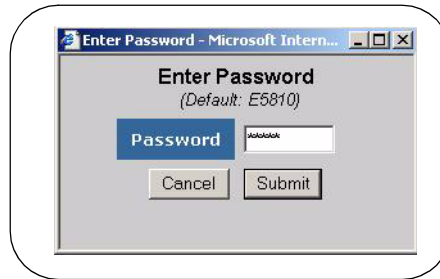 Enter Password - Microsoft Intern...
Enter Password
(Default: E5810)
Password *****
Cancel Submit